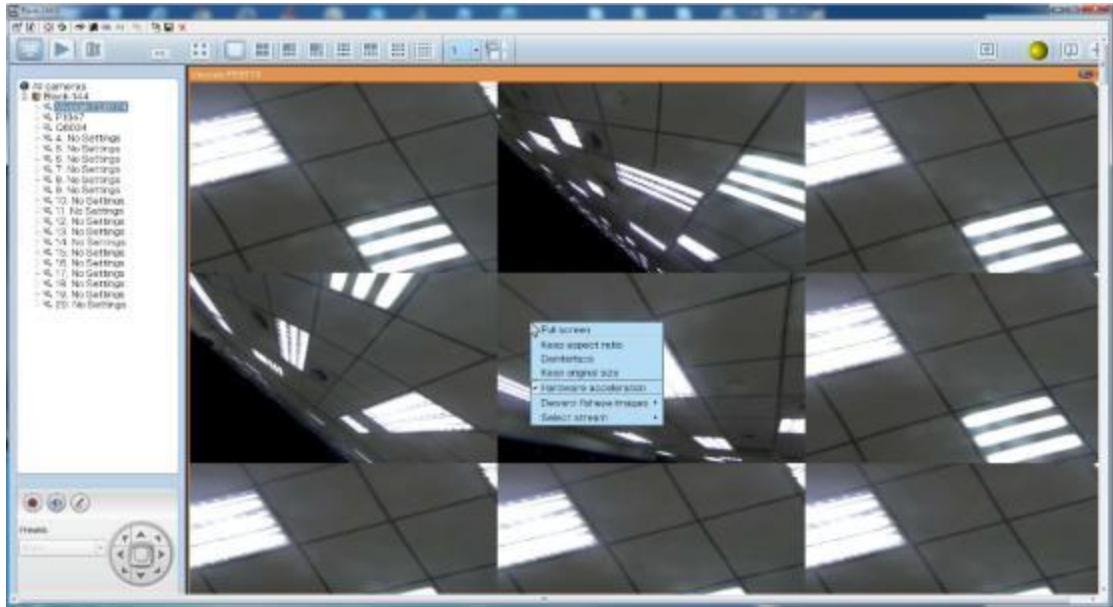 1
All cameras
Rack-144
P3367
Q6034
4. No Settings
5. No Settings
6. No Settings
7. No Settings
8. No Settings
9. No Settings
10. No Settings
11. No Settings
12. No Settings
13. No Settings
14. No Settings
15. No Settings
16. No Settings
17. No Settings
18. No Settings
19. No Settings
20. No Settings
Full screen
Keep aspect ratio
Deinterlace
Keep original size
Hardware acceleration
Dewarp fisheye images
Select stream
Presets